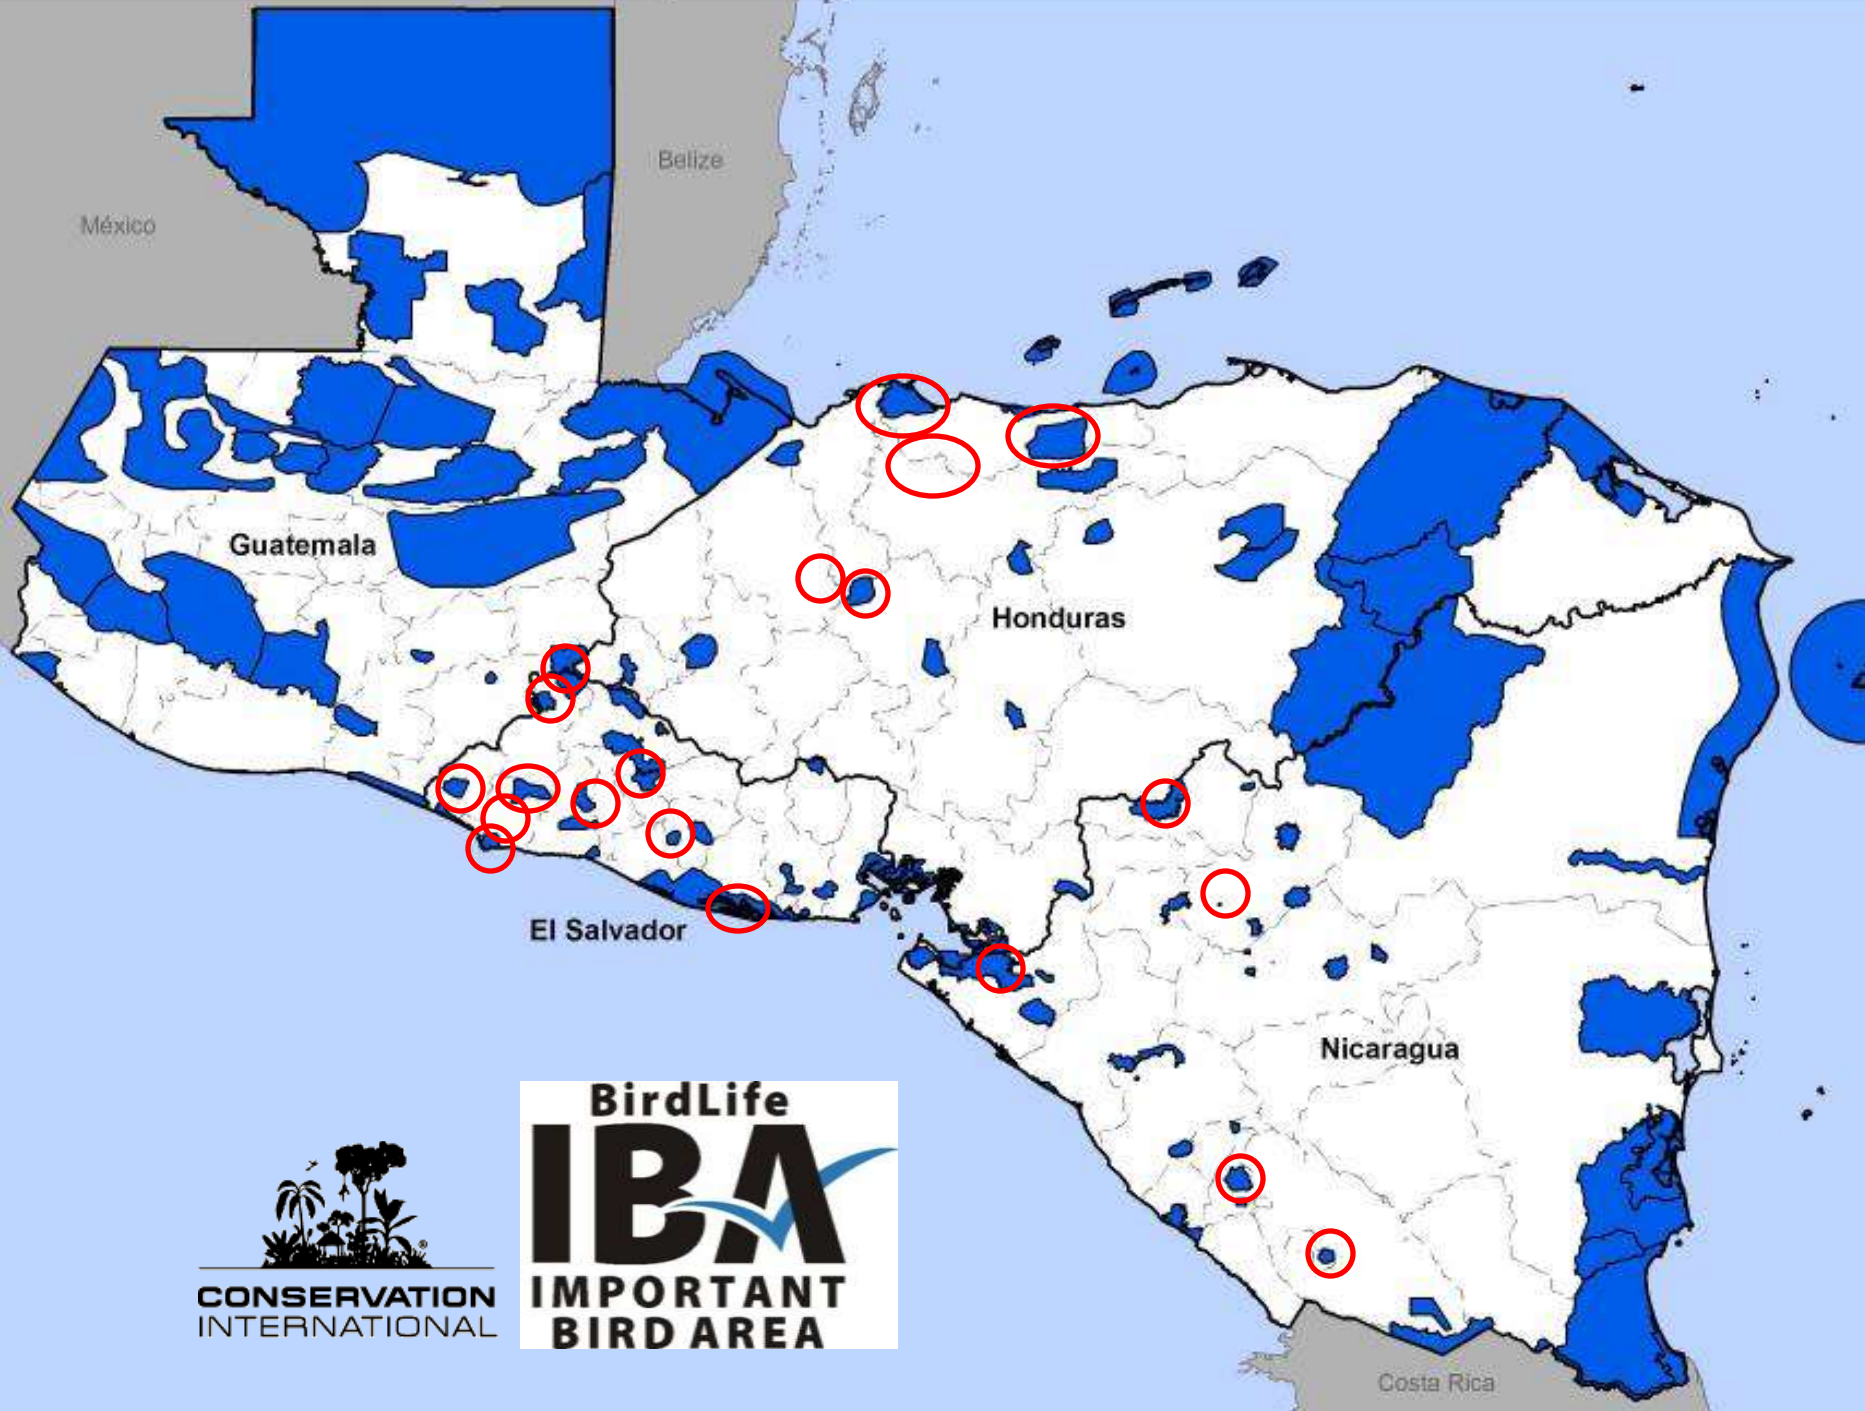 Belize
México
Guatemala
Honduras
El Salvador
Nicaragua
BirdLife
IBA
IMPORTANT
BIRD AREA
®
CONSERVATION
INTERNATIONAL
Costa Rica